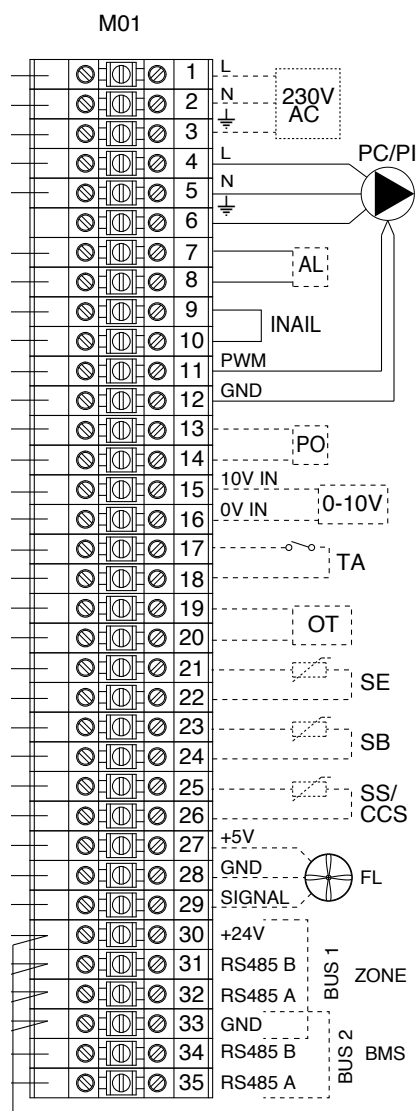 M01
1 L
2 N
230V
AC
3
4 L
PC/PI
5 N
6
7
AL
8
9
INAIL
10
11 PWM
12 GND
13
PO
14
15 10V IN
0-10V
16 0V IN
17
TA
18
19
OT
20
21
SE
22
23
SB
24
25
SS/
CCS
26
27 +5V
28 GND
FL
29 SIGNAL
30 +24V
31 RS485 B
BUS 1
ZONE
32 RS485 A
33 GND
34 RS485 B
BUS 2
BMS
35 RS485 A